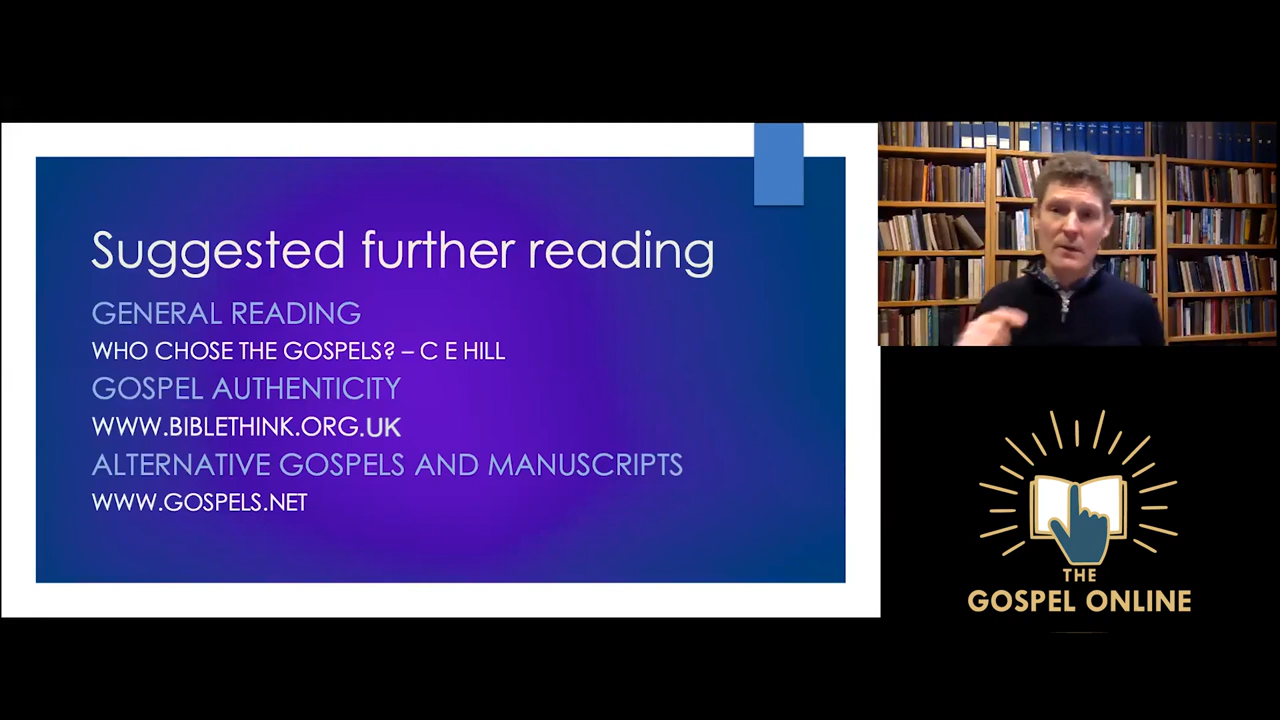 Suggested further reading
GENERAL READING
WHO CHOSE THE GOSPELS? – C E HILL
GOSPEL AUTHENTICITY
WWW.BIBLETHINK.ORG.UK
ALTERNATIVE GOSPELS AND MANUSCRIPTS
WWW.GOSPELS.NET
THE
GOSPEL ONLINE